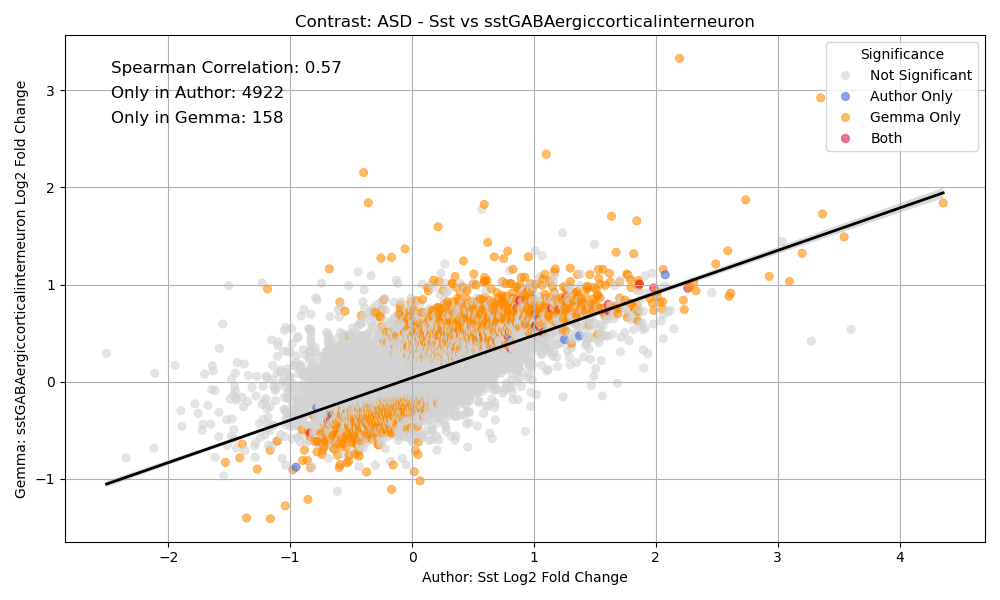 Contrast: ASD - Sst vs sstGABAergiccorticalinterneuron
Spearman Correlation: 0.57
Only in Author: 4922
Only in Gemma: 158
Significance
Not Significant
Author Only
Gemma Only
Both
Gemma: sstGABAergiccorticalinterneuron Log2 Fold Change
3
2
1
0
−1
−2
−1
0
1
2
3
4
Author: Sst Log2 Fold Change